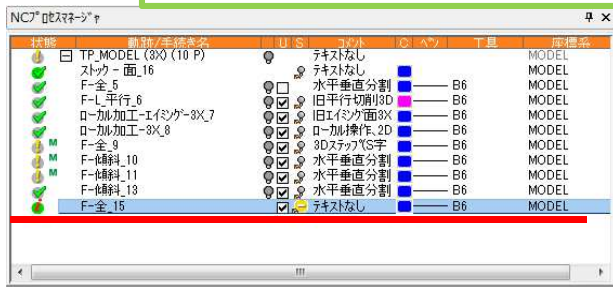 NCプロセスマネージャ
状態 軌跡/手続き名 U S コメント C ペン 工具 座標系
TP_MODEL (3X) (10 P) テキストなし MODEL
ストック - 面_16 テキストなし MODEL
F-全_5 水平垂直分割 B6 MODEL
F-L_平行_6 旧平行切削3D B6 MODEL
ローカル加工-エイジング-3X_7 旧エイジング面3X B6 MODEL
ローカル加工-3X_8 ローカル操作、2D B6 MODEL
M F-全_9 3Dステップ(S字 B6 MODEL
M F-傾斜_10 水平垂直分割 B6 MODEL
M F-傾斜_11 水平垂直分割 B6 MODEL
F-傾斜_13 水平垂直分割 B6 MODEL
F-全_15 テキストなし B6 MODEL